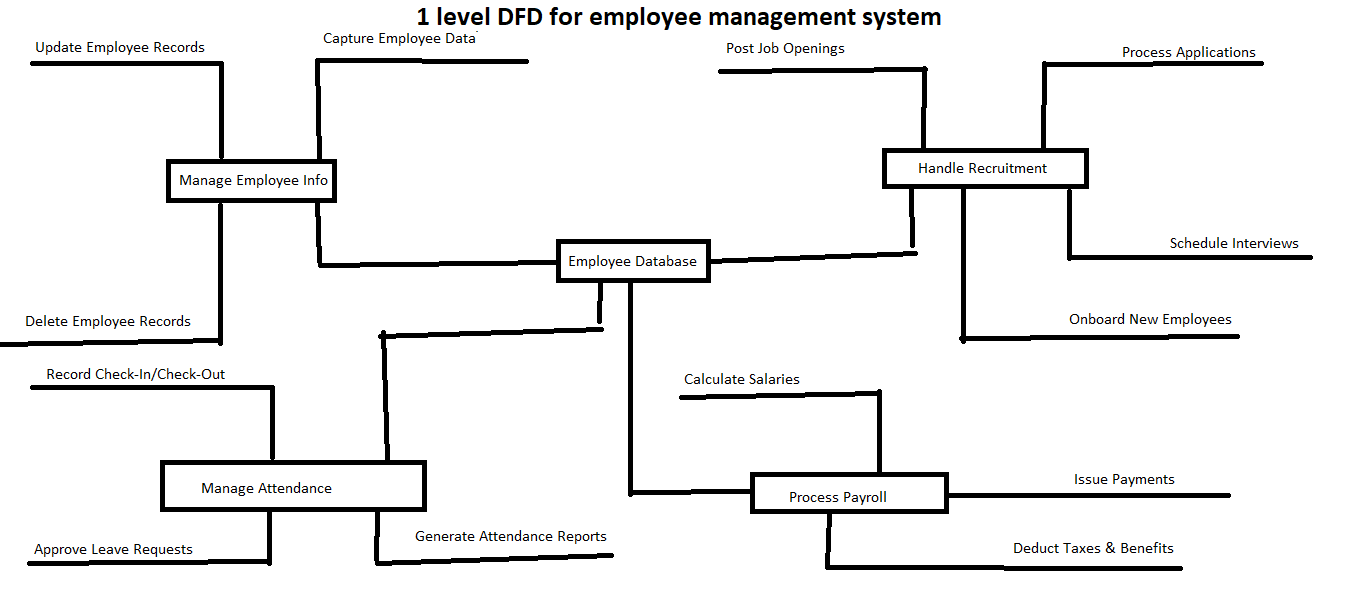 1 level DFD for employee management system
Update Employee Records
Capture Employee Data
Post Job Openings
Process Applications
Manage Employee Info
Handle Recruitment
Employee Database
Schedule Interviews
Delete Employee Records
Onboard New Employees
Record Check-In/Check-Out
Calculate Salaries
Manage Attendance
Process Payroll
Issue Payments
Approve Leave Requests
Generate Attendance Reports
Deduct Taxes & Benefits